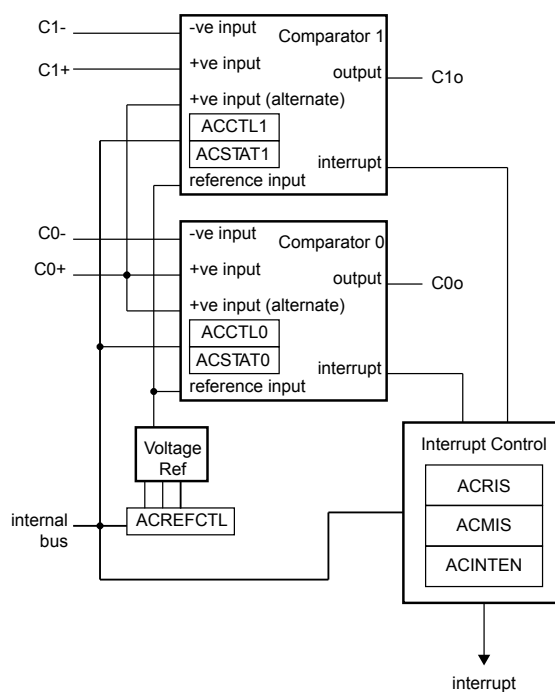 C1-
-ve input
Comparator 1
C1+
+ve input
output
C1o
+ve input (alternate)
ACCTL1
ACSTAT1
interrupt
reference input
C0-
-ve input
Comparator 0
C0+
+ve input
output
C0o
+ve input (alternate)
ACCTL0
ACSTAT0
interrupt
reference input
Voltage
Ref
Interrupt Control
ACRIS
internal
bus
ACREFCTL
ACMIS
ACINTEN
interrupt